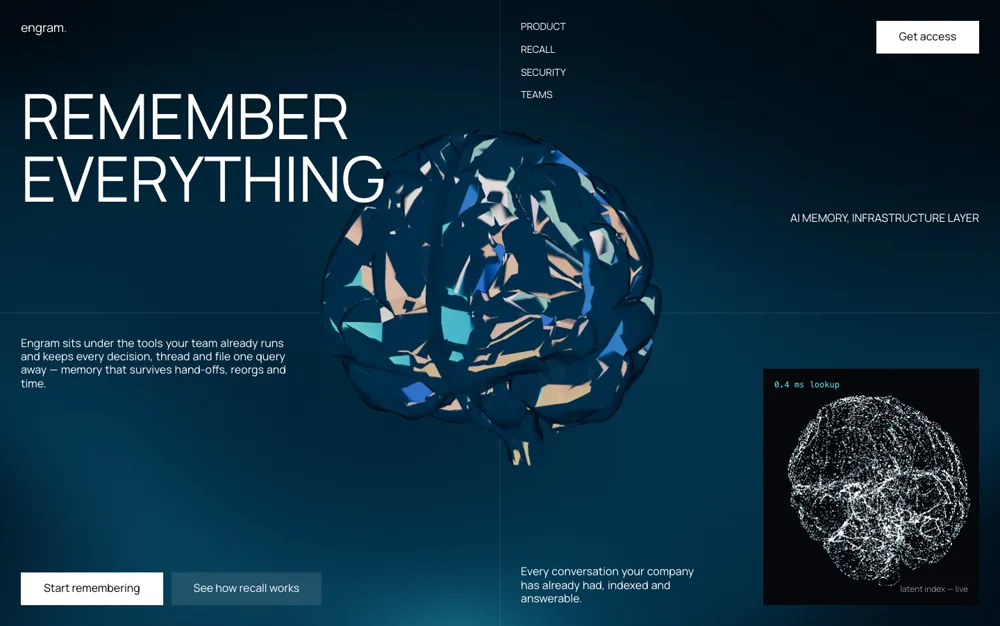 engram.
PRODUCT
RECALL
SECURITY
TEAMS
Get access
REMEMBER
EVERYTHING
AI MEMORY, INFRASTRUCTURE LAYER
Engram sits under the tools your team already runs
and keeps every decision, thread and file one query
away — memory that survives hand-offs, reorgs and
time.
0.4 ms lookup
latent index — live
Start remembering
See how recall works
Every conversation your company
has already had, indexed and
answerable.